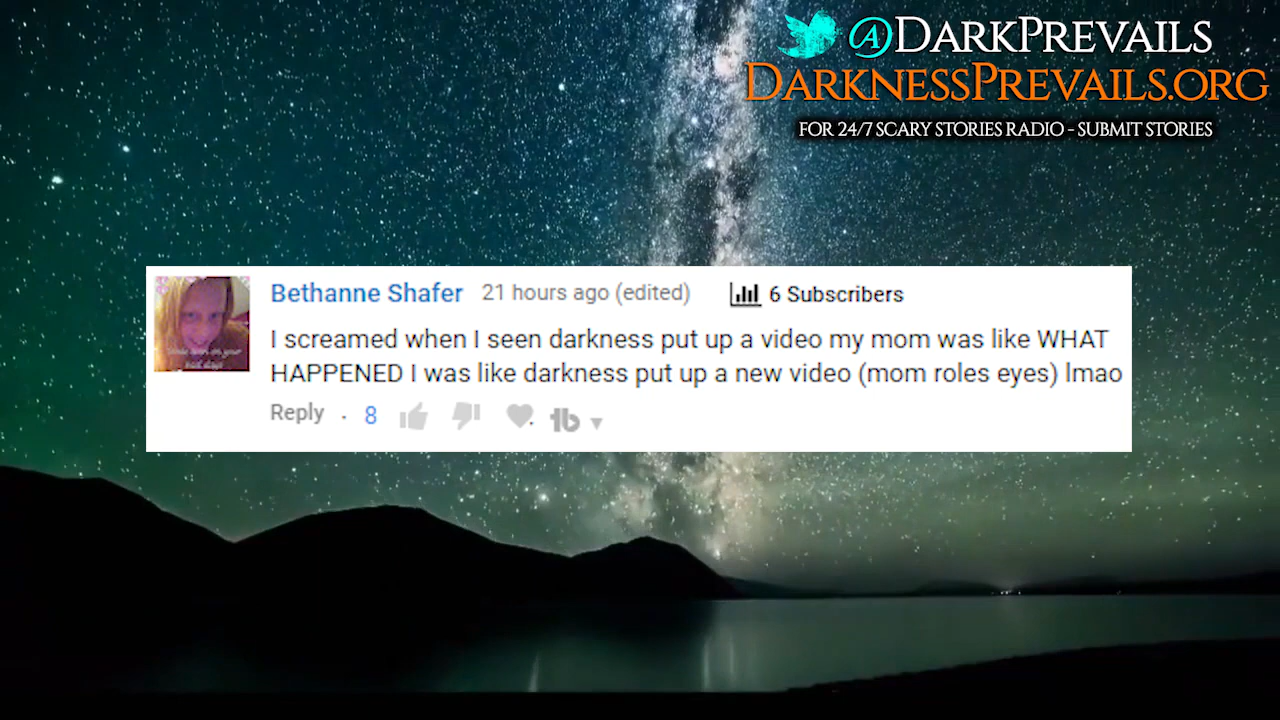 @DARKPREVAILS
DARKNESSPREVAILS.ORG
FOR 24/7 SCARY STORIES RADIO - SUBMIT STORIES
Bethanne Shafer 21 hours ago (edited) 6 Subscribers
I screamed when I seen darkness put up a video my mom was like WHAT
HAPPENED I was like darkness put up a new video (mom roles eyes) lmao
Reply . 8